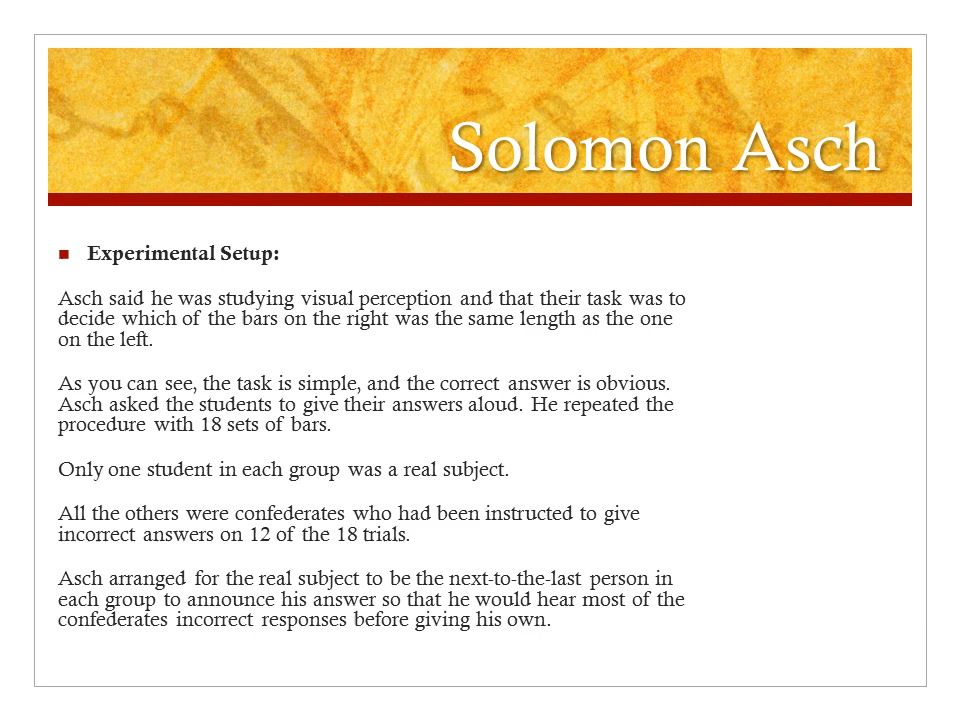 Solomon Asch
Experimental Setup:
Asch said he was studying visual perception and that their task was to
decide which of the bars on the right was the same length as the one
on the left.
As you can see, the task is simple, and the correct answer is obvious.
Asch asked the students to give their answers aloud. He repeated the
procedure with 18 sets of bars.
Only one student in each group was a real subject.
All the others were confederates who had been instructed to give
incorrect answers on 12 of the 18 trials.
Asch arranged for the real subject to be the next-to-the-last person in
each group to announce his answer so that he would hear most of the
confederates incorrect responses before giving his own.